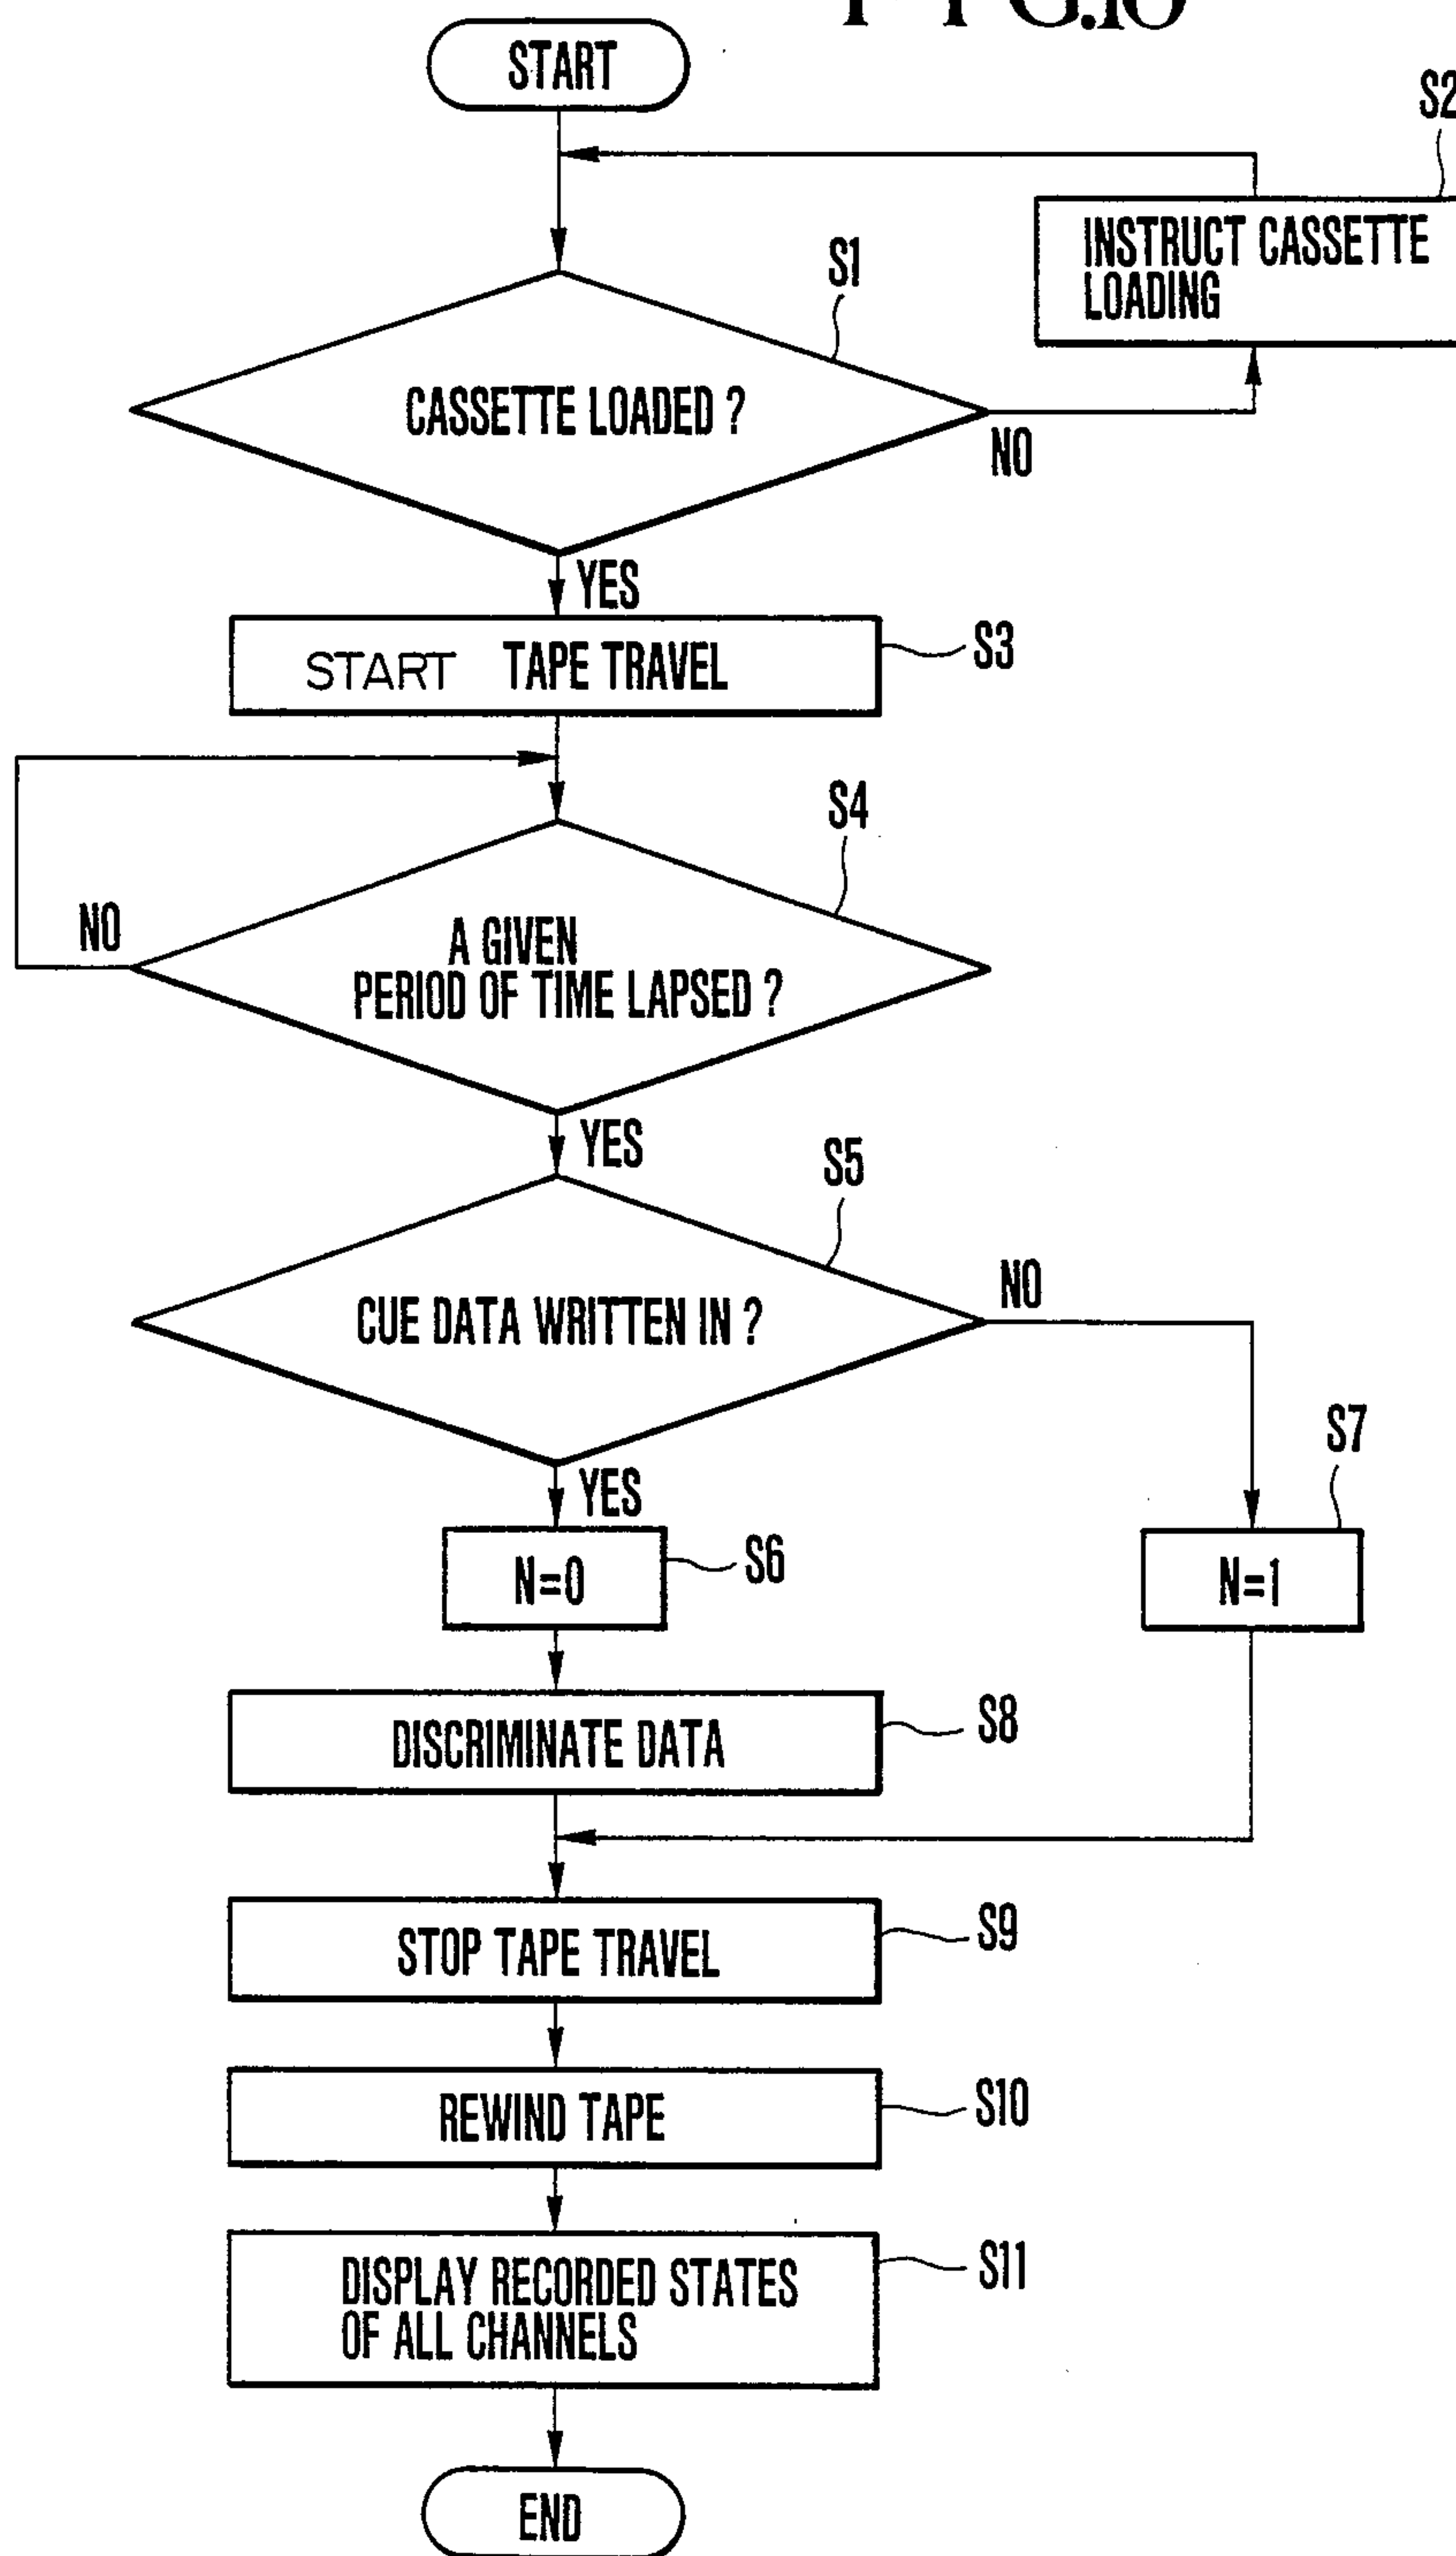 FIG.10
START
S2
INSTRUCT CASSETTE
LOADING
S1
CASSETTE LOADED ?
NO
YES
START TAPE TRAVEL
S3
S4
NO
A GIVEN
PERIOD OF TIME LAPSED ?
YES
S5
CUE DATA WRITTEN IN ?
NO
S7
YES
N=0
S6
N=1
DISCRIMINATE DATA
S8
STOP TAPE TRAVEL
S9
REWIND TAPE
S10
DISPLAY RECORDED STATES
OF ALL CHANNELS
S11
END